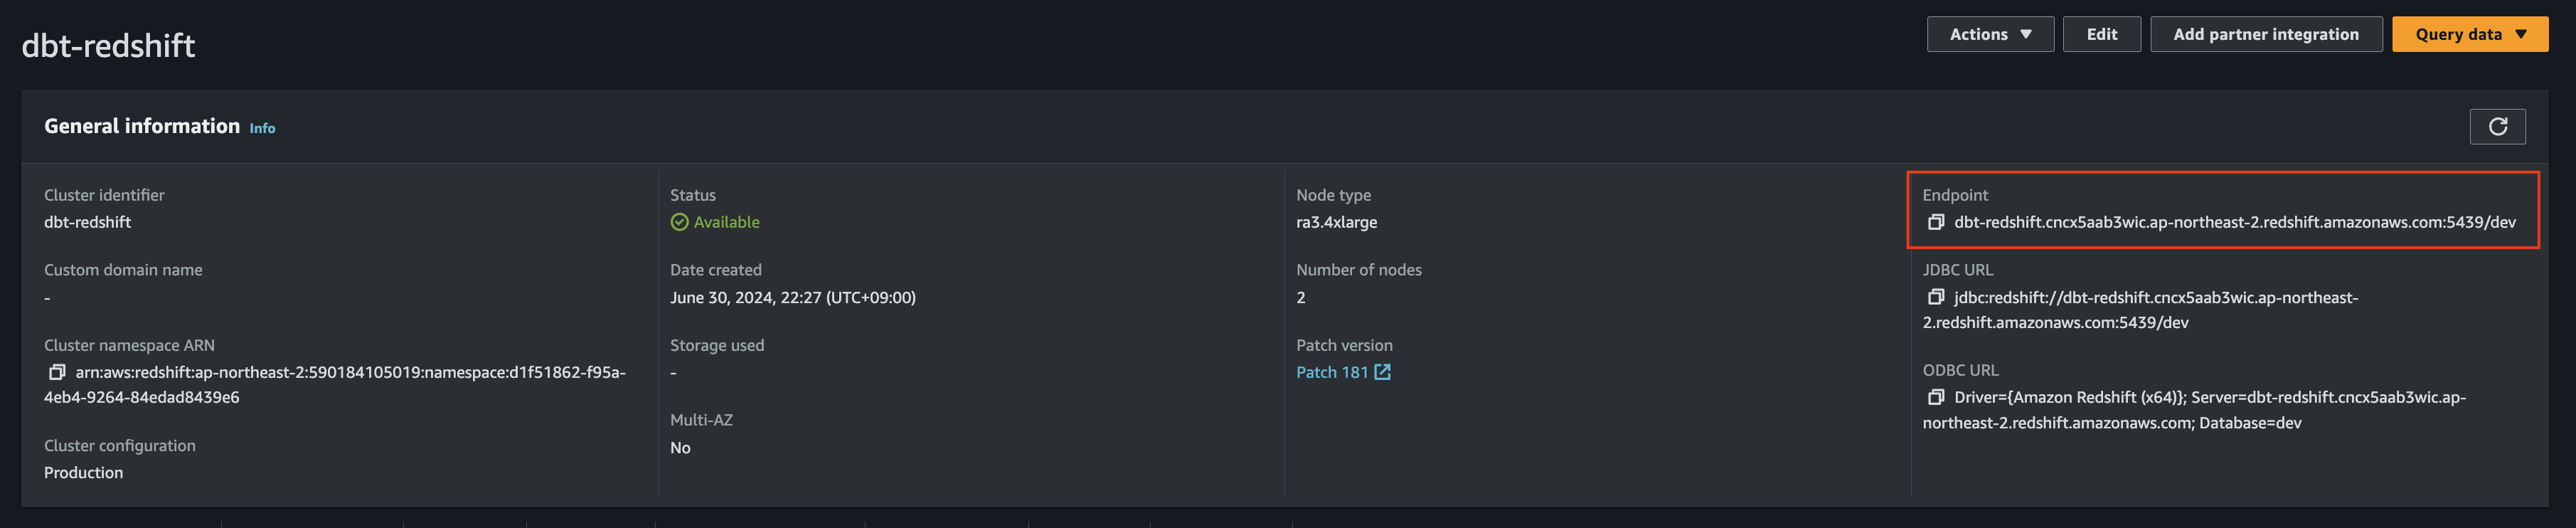 dbt-redshift
Actions
Edit
Add partner integration
Query data
General information Info
Cluster identifier
dbt-redshift
Custom domain name
-
Cluster namespace ARN
arn:aws:redshift:ap-northeast-2:590184105019:namespace:d1f51862-f95a-
4eb4-9264-84edad8439e6
Cluster configuration
Production
Status
Available
Date created
June 30, 2024, 22:27 (UTC+09:00)
Storage used
-
Multi-AZ
No
Node type
ra3.4xlarge
Number of nodes
2
Patch version
Patch 181
Endpoint
dbt-redshift.cncx5aab3wic.ap-northeast-2.redshift.amazonaws.com:5439/dev
JDBC URL
jdbc:redshift://dbt-redshift.cncx5aab3wic.ap-northeast-
2.redshift.amazonaws.com:5439/dev
ODBC URL
Driver={Amazon Redshift (x64)}; Server=dbt-redshift.cncx5aab3wic.ap-
northeast-2.redshift.amazonaws.com; Database=dev